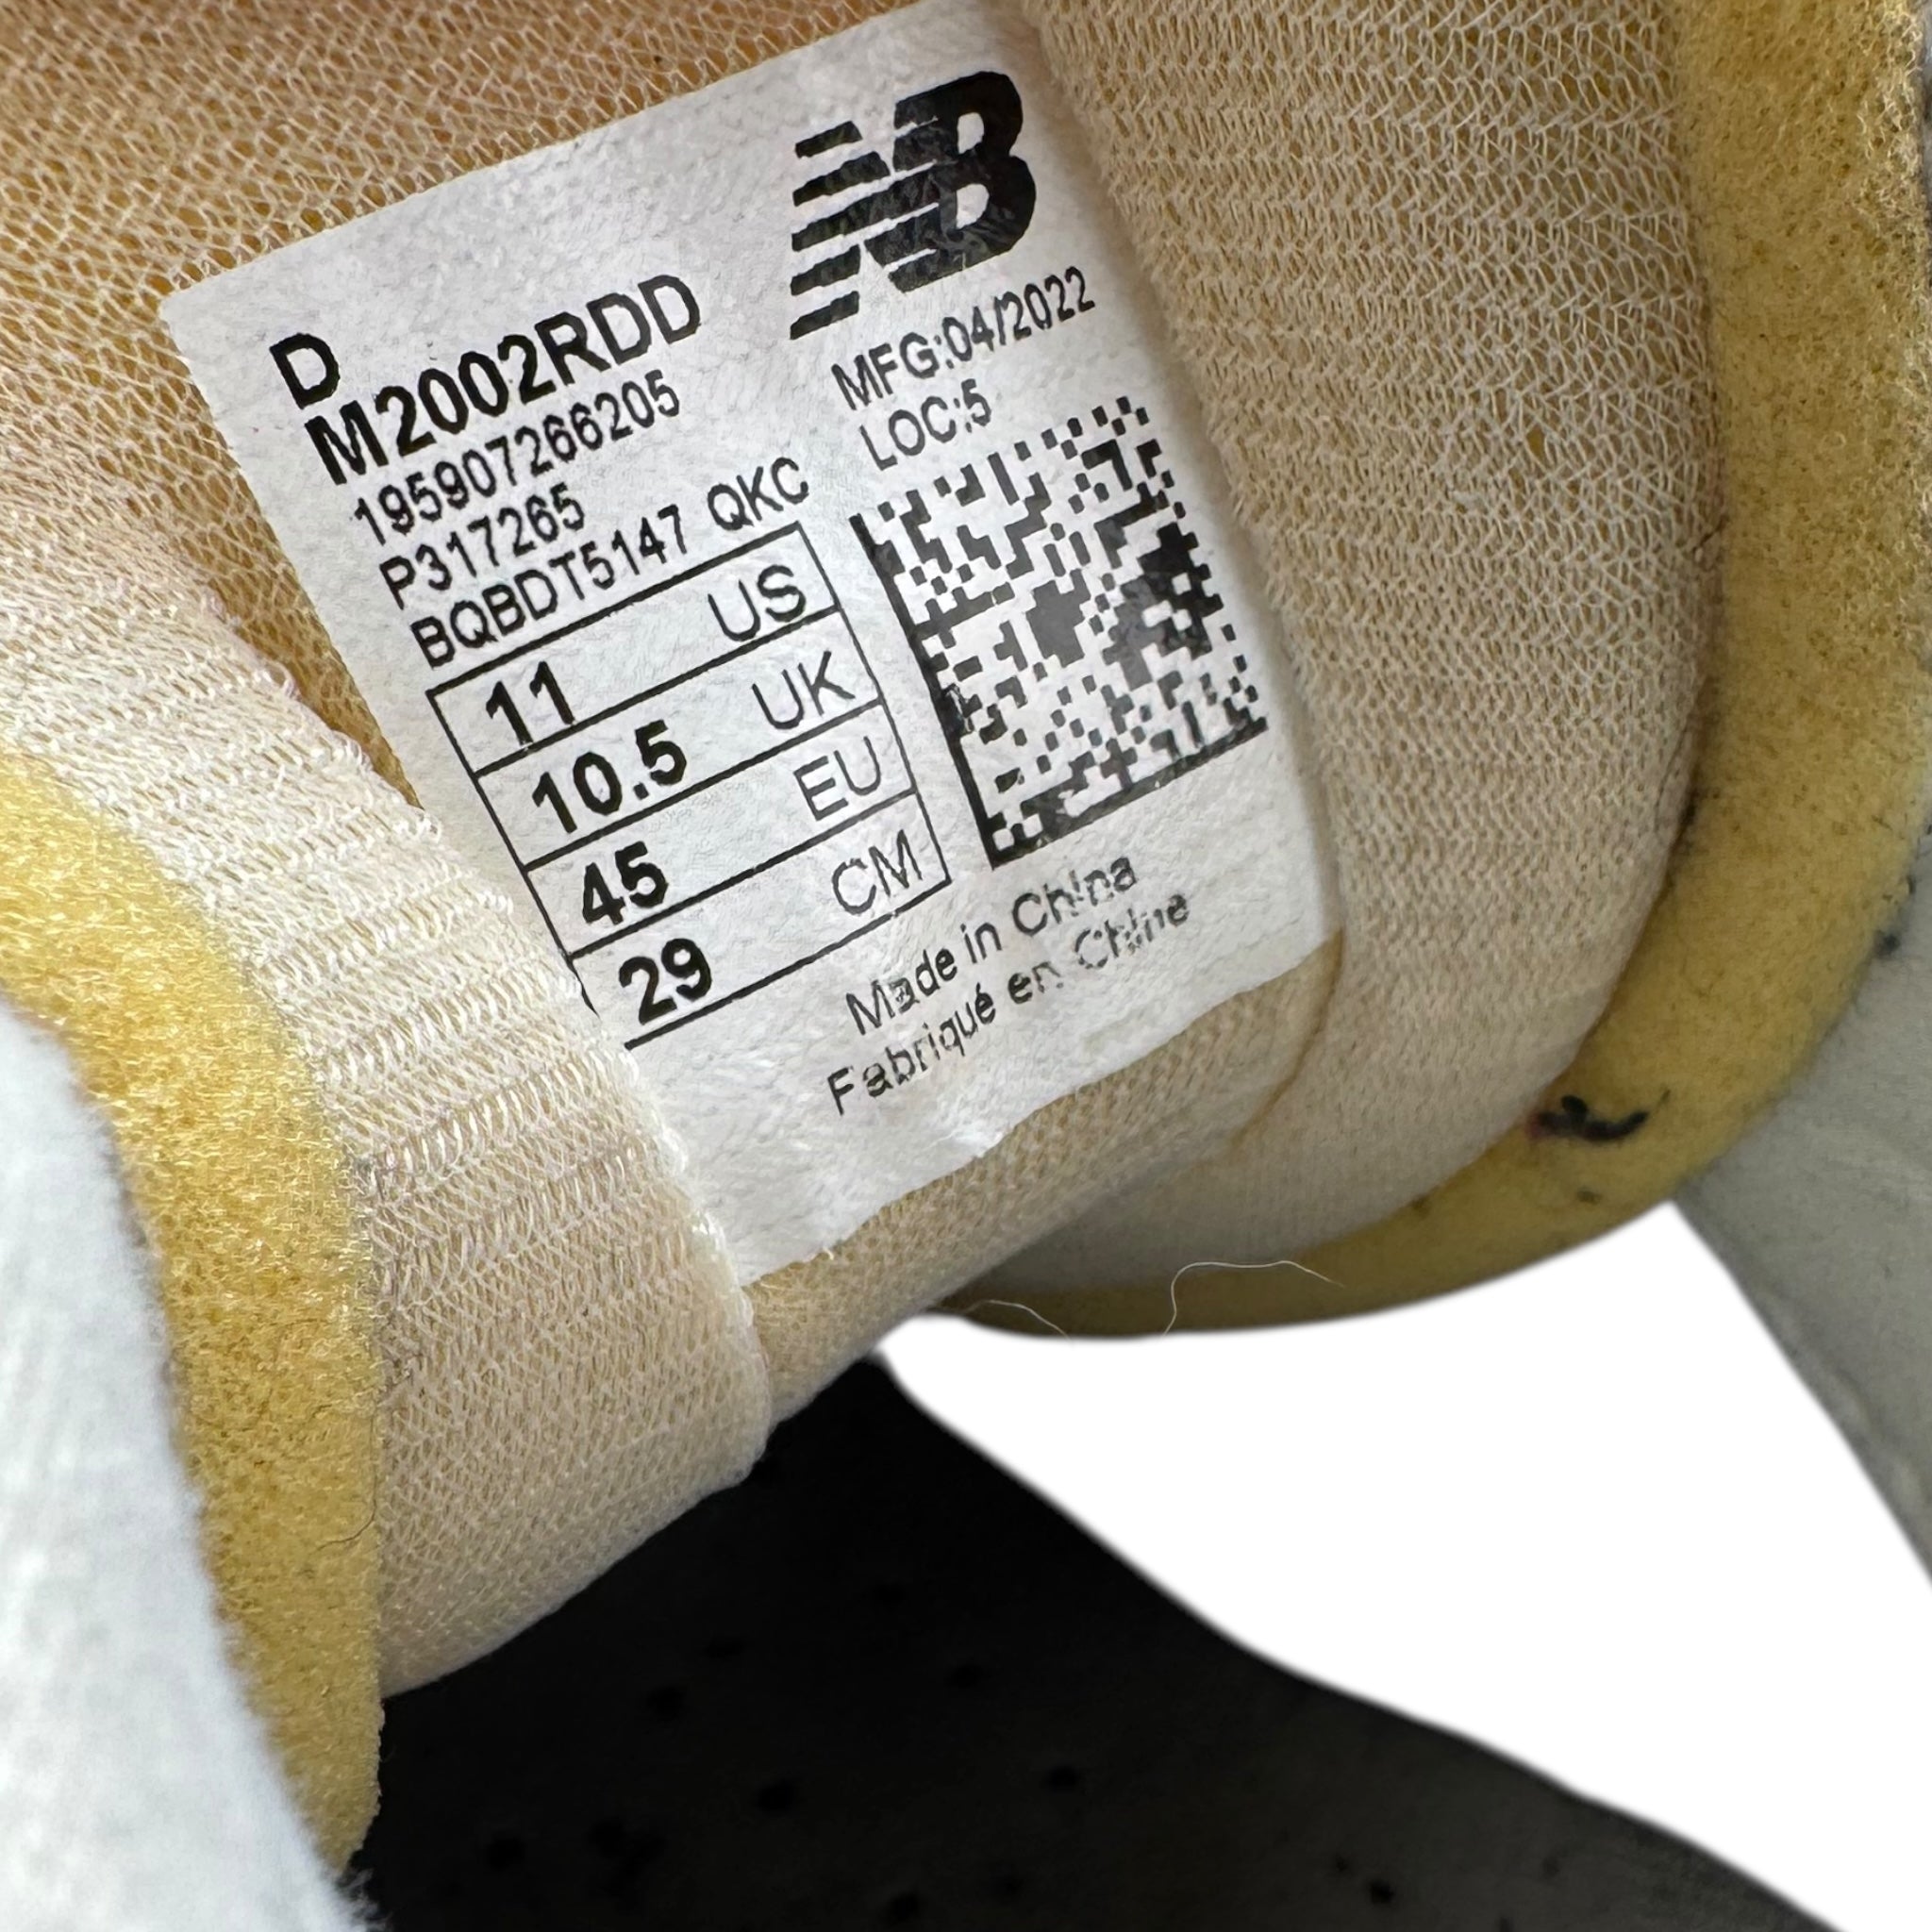 NB
D
M2002RDD
195907266205
P317265
BQBDT5147 QKC
MFG:04/2022
LOC:5
11 US
10.5 UK
45 EU
29 CM
Made in China
Fabriqué en Chine